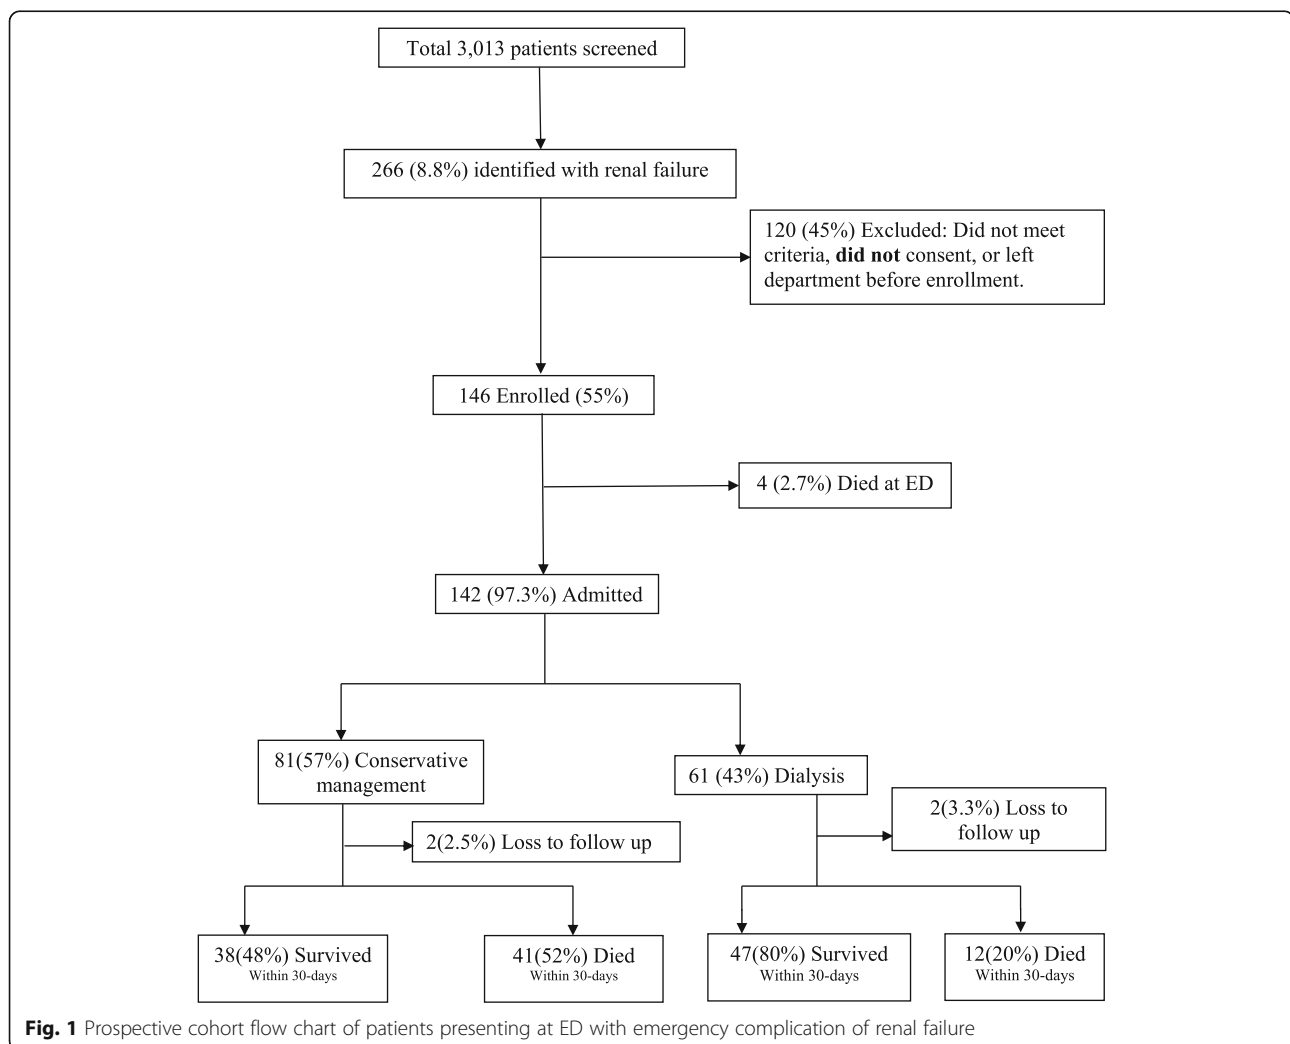 Total 3,013 patients screened
266 (8.8%) identified with renal failure
120 (45%) Excluded: Did not meet
criteria, did not consent, or left
department before enrollment.
146 Enrolled (55%)
4 (2.7%) Died at ED
142 (97.3%) Admitted
81(57%) Conservative
management
61 (43%) Dialysis
2(2.5%) Loss to follow up
2(3.3%) Loss to
follow up
38(48%) Survived
Within 30-days
41(52%) Died
Within 30-days
47(80%) Survived
Within 30-days
12(20%) Died
Within 30-days
Fig. 1 Prospective cohort flow chart of patients presenting at ED with emergency complication of renal failure